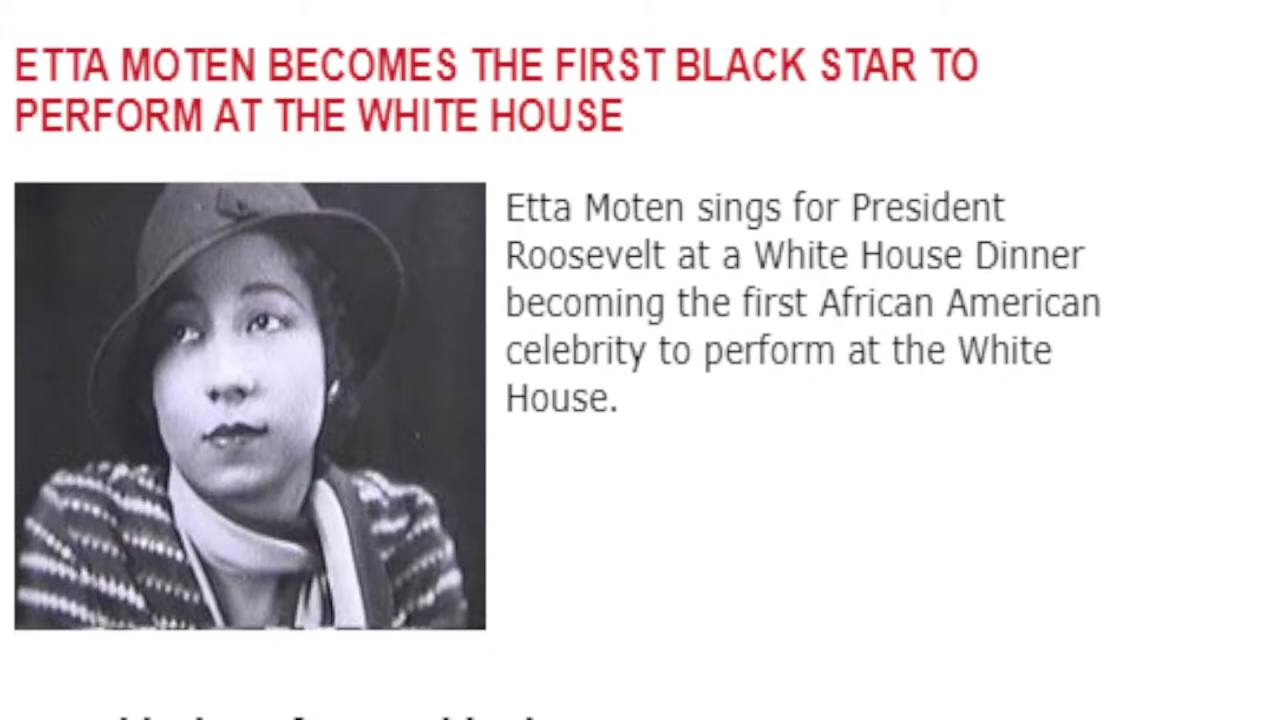 ETTA MOTEN BECOMES THE FIRST BLACK STAR TO
PERFORM AT THE WHITE HOUSE
Etta Moten sings for President
Roosevelt at a White House Dinner
becoming the first African American
celebrity to perform at the White
House.